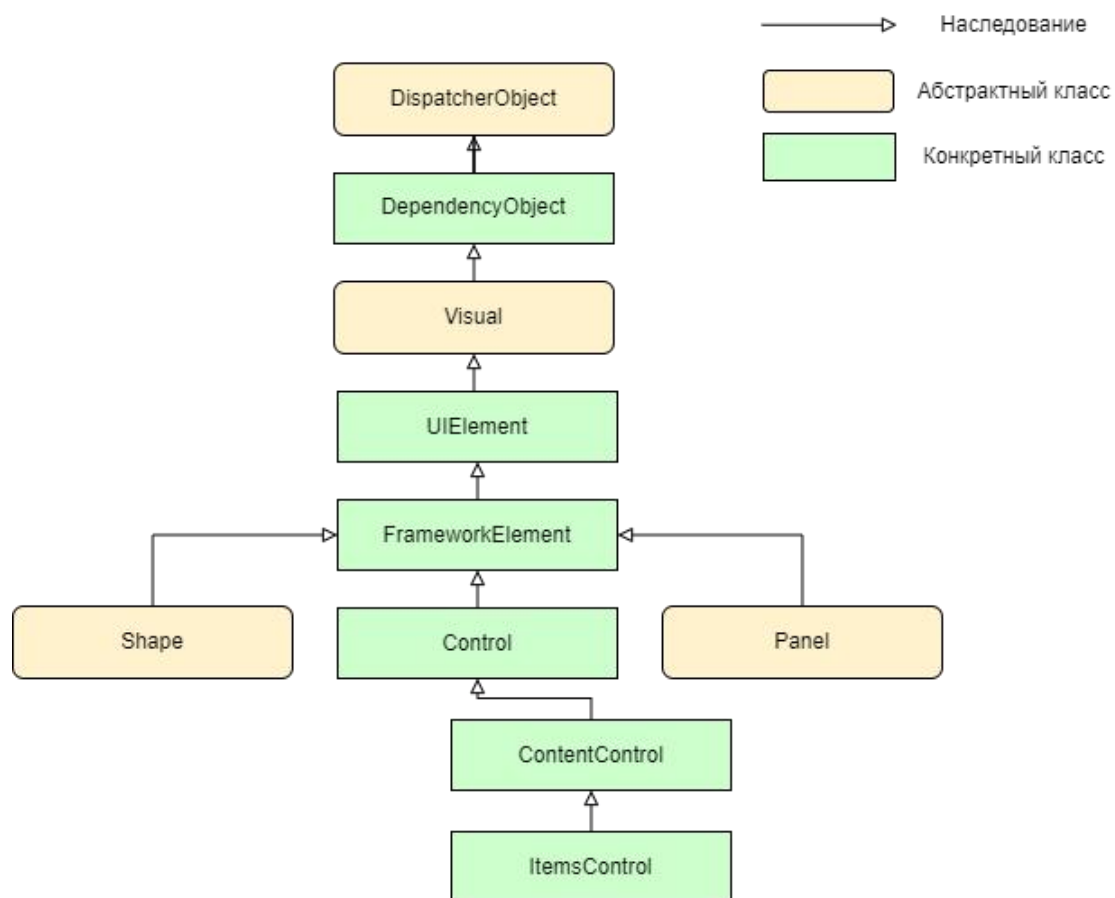 Наследование
Абстрактный класс
Конкретный класс
DispatcherObject
DependencyObject
Visual
UIElement
FrameworkElement
Shape
Control
Panel
ContentControl
ItemsControl